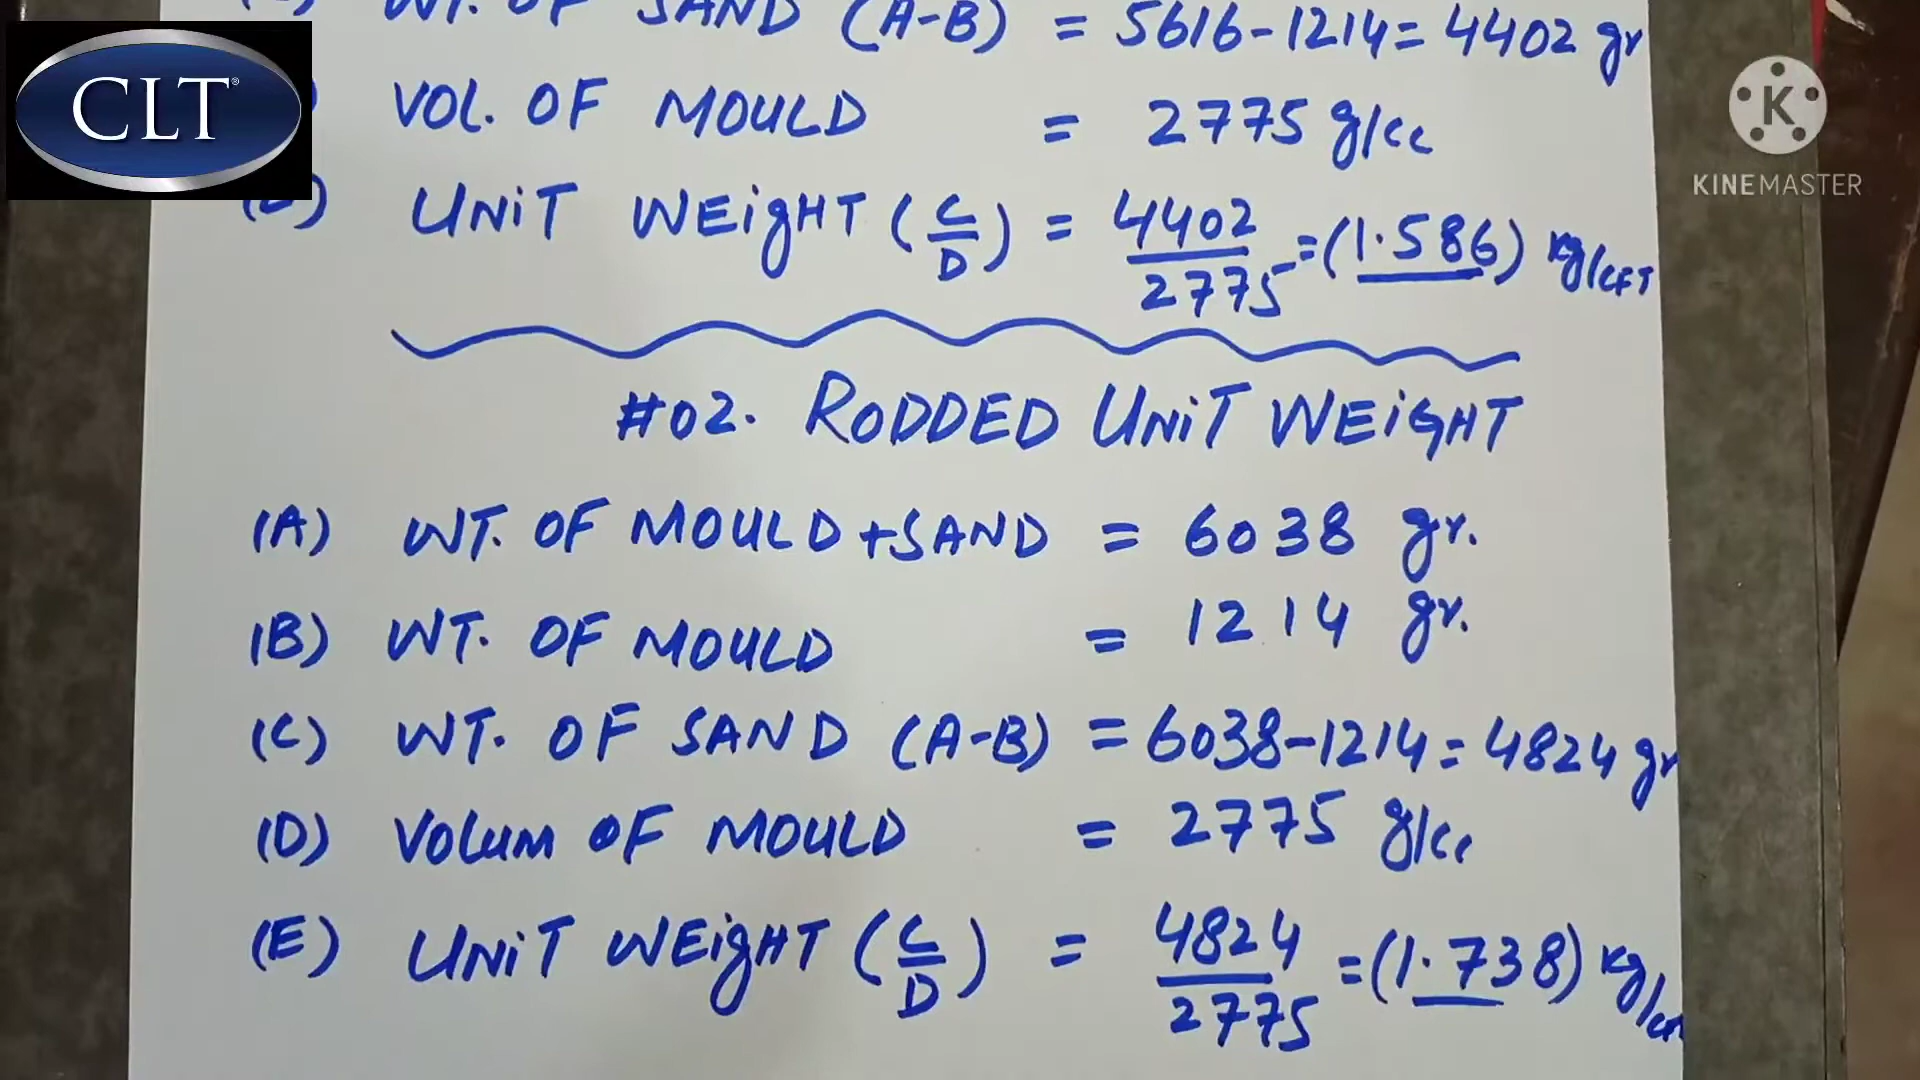 WT. OF SAND (A-B) = 5616-1214= 4402 gr
CLT®
VOL. OF MOULD = 2775 g/cc
UNiT WEigHT (C/D) = 4402/2775 = (1.586) kg/CFT
KINEMASTER
#02. RODDED UNiT WEiGHT
(A) WT. OF MOULD+SAND = 6038 gr.
(B) WT. OF MOULD = 1214 gr.
(C) WT. OF SAND (A-B) = 6038-1214= 4824 gr
(D) VOLUM OF MOULD = 2775 g/cc
(E) UNiT WEigHT (C/D) = 4824/2775 = (1.738) kg/